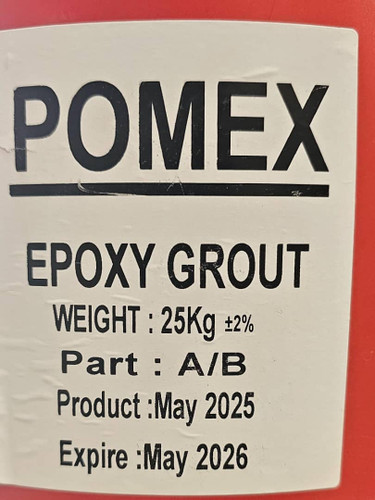 POMEX
EPOXY GROUT
WEIGHT : 25Kg ±2%
Part : A/B
Product :May 2025
Expire :May 2026